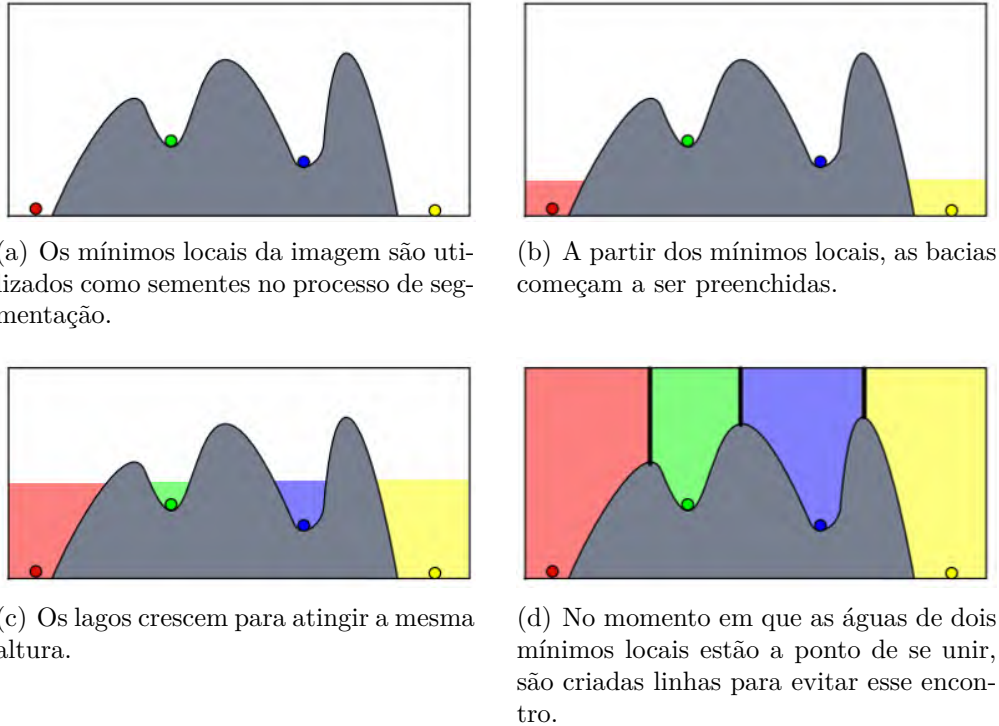 (a) Os mínimos locais da imagem são uti-
lizados como sementes no processo de seg-
mentação.
(b) A partir dos mínimos locais, as bacias
começam a ser preenchidas.
(c) Os lagos crescem para atingir a mesma
altura.
(d) No momento em que as águas de dois
mínimos locais estão a ponto de se unir,
são criadas linhas para evitar esse encon-
tro.